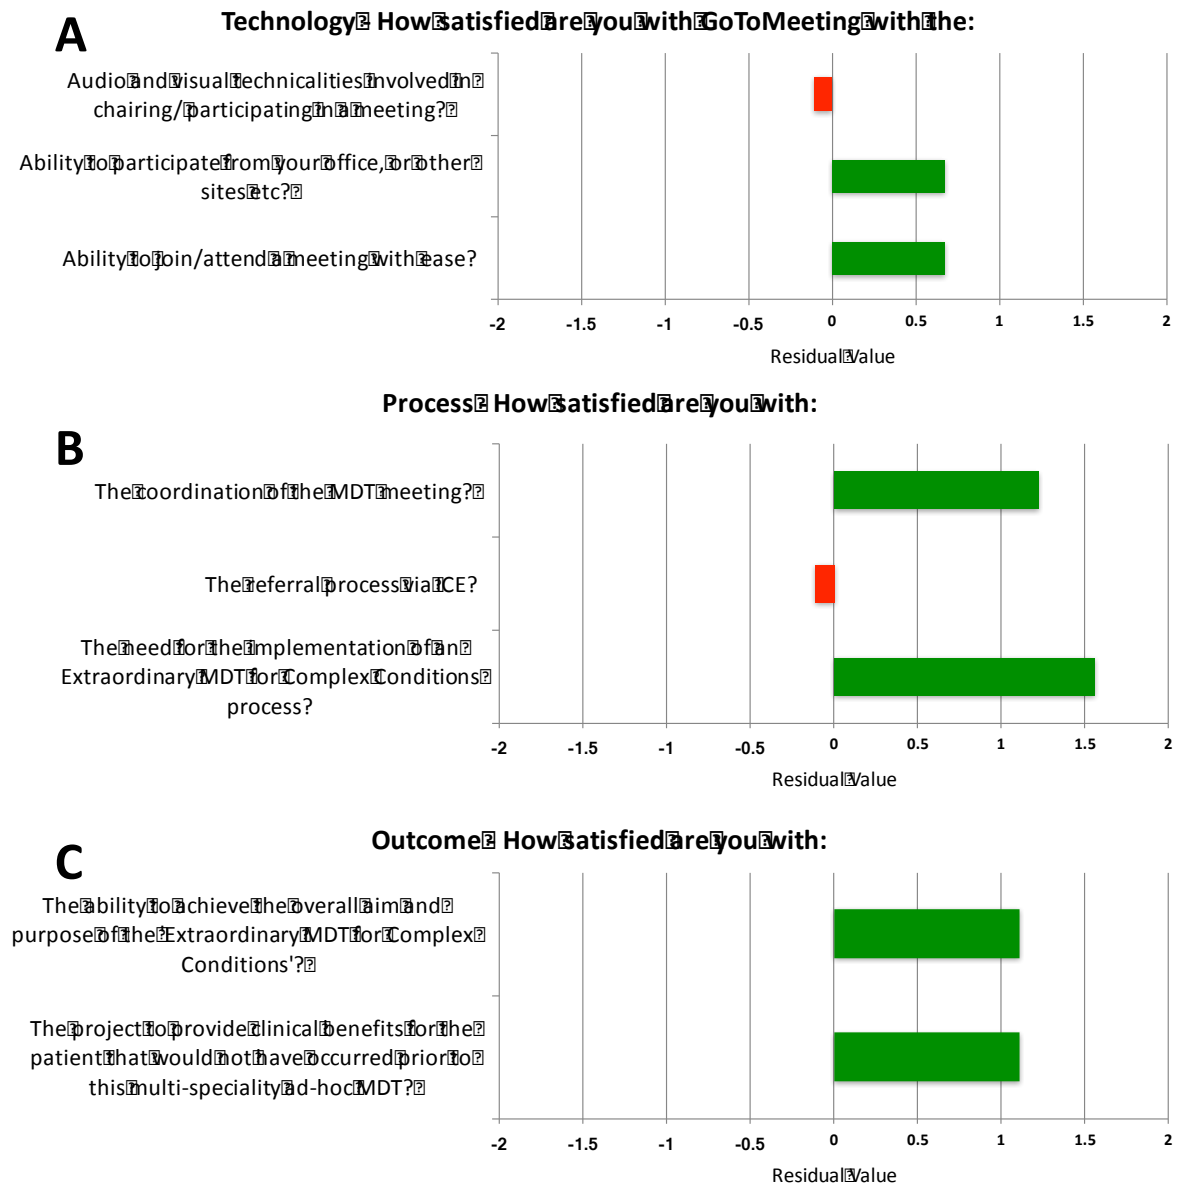 A
Technology - How satisfied are you with GoToMeeting with the:
Audio and visual technicalities involved in
chairing/ participating in a meeting?
Ability to participate from your office, or other
sites etc?
Ability to join/attend a meeting with ease?
-2 -1.5 -1 -0.5 0 0.5 1 1.5 2
Residual Value
Process - How satisfied are you with:
B
The coordination of the MDT meeting?
The referral process via ICE?
The need for the implementation of an
Extraordinary MDT for Complex Conditions
process?
-2 -1.5 -1 -0.5 0 0.5 1 1.5 2
Residual Value
Outcome - How satisfied are you with:
C
The ability to achieve the overall aim and
purpose of the 'Extraordinary MDT for Complex
Conditions'?
The project to provide clinical benefits for the
patient that would not have occurred prior to
this multi-speciality ad-hoc MDT?
-2 -1.5 -1 -0.5 0 0.5 1 1.5 2
Residual Value